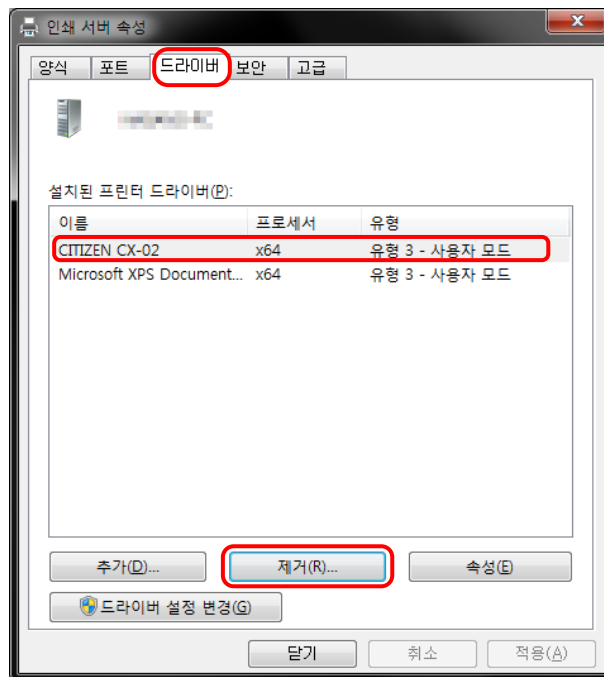 인쇄 서버 속성
양식 포트 드라이버 보안 고급
설치된 프린터 드라이버(P):
이름 프로세서 유형
CITIZEN CX-02 x64 유형 3 - 사용자 모드
Microsoft XPS Document... x64 유형 3 - 사용자 모드
추가(D)... 제거(R)... 속성(E)
드라이버 설정 변경(G)
닫기 취소 적용(A)